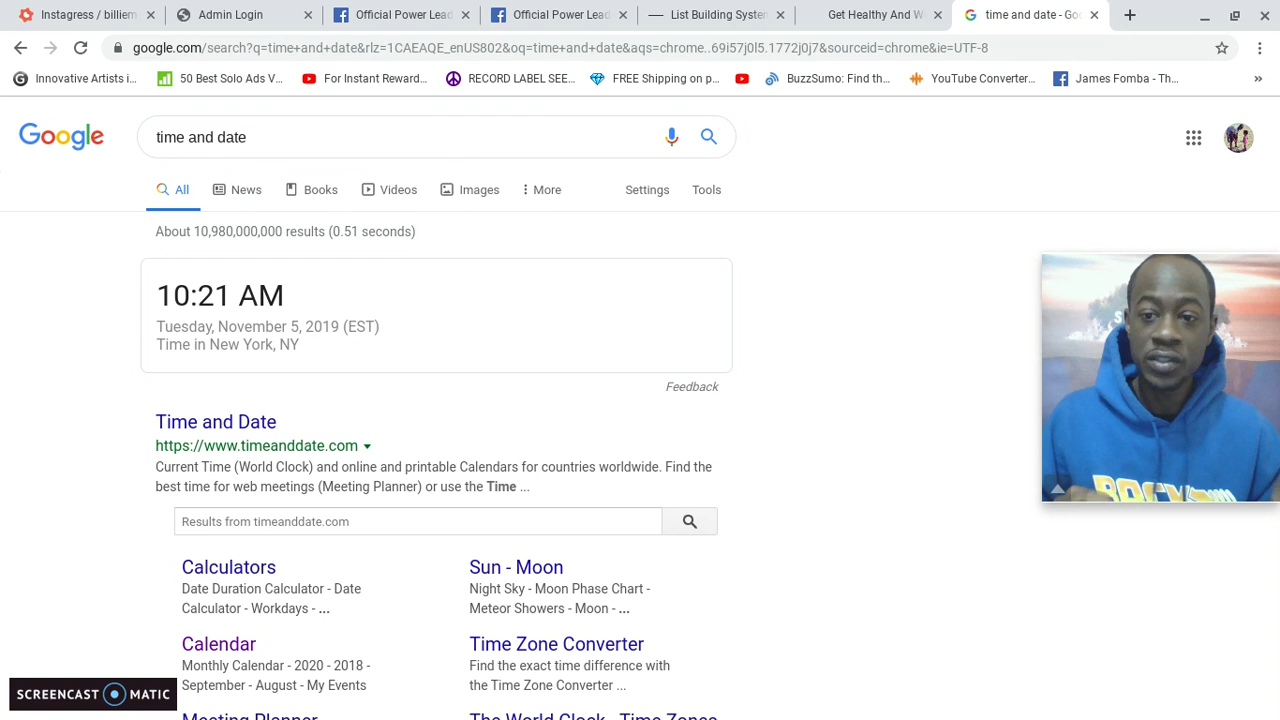 Instagress / billiem
Admin Login
Official Power Lead
Official Power Lead
List Building System
Get Healthy And W
time and date - Goo
google.com/search?q=time+and+date&rlz=1CAEAQE_enUS802&oq=time+and+date&aqs=chrome..69i57j0l5.1772j0j7&sourceid=chrome&ie=UTF-8
Innovative Artists i...
50 Best Solo Ads V...
For Instant Reward...
RECORD LABEL SEE...
FREE Shipping on p...
BuzzSumo: Find th...
YouTube Converter...
James Fomba - Th...
Google
time and date
All
News
Books
Videos
Images
More
Settings
Tools
About 10,980,000,000 results (0.51 seconds)
10:21 AM
Tuesday, November 5, 2019 (EST)
Time in New York, NY
Feedback
Time and Date
https://www.timeanddate.com
Current Time (World Clock) and online and printable Calendars for countries worldwide. Find the
best time for web meetings (Meeting Planner) or use the Time ...
Results from timeanddate.com
Calculators
Date Duration Calculator - Date
Calculator - Workdays - ...
Sun - Moon
Night Sky - Moon Phase Chart -
Meteor Showers - Moon - ...
Calendar
Monthly Calendar - 2020 - 2018 -
September - August - My Events
Time Zone Converter
Find the exact time difference with
the Time Zone Converter ...
Meeting Planner
The World Clock - Time Zones
SCREENCAST MATIC